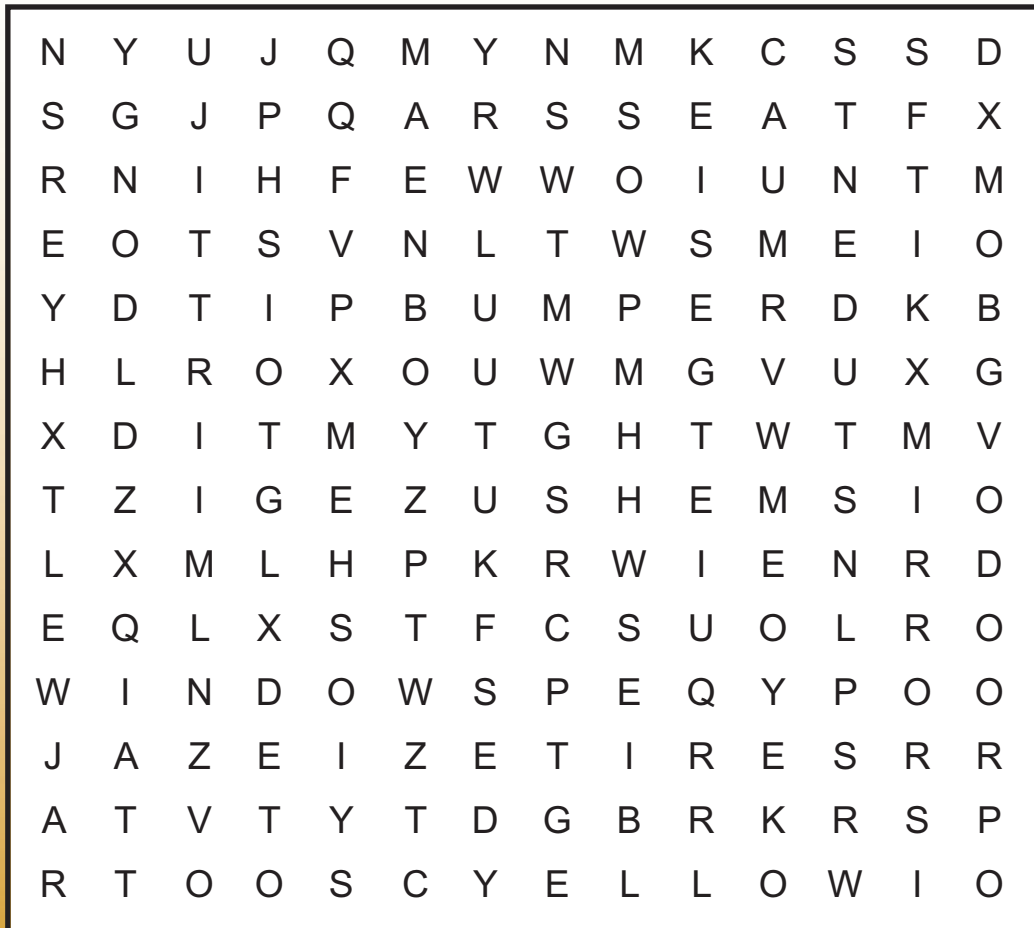 N Y U J Q M Y N M K C S S D
S G J P Q A R S S E A T F X
R N I H F E W W O I U N T M
E O T S V N L T W S M E I O
Y D T I P B U M P E R D K B
H L R O X O U W M G V U X G
X D I T M Y T G H T W T M V
T Z I G E Z U S H E M S I O
L X M L H P K R W I E N R D
E Q L X S T F C S U O L R O
W I N D O W S P E Q Y P O O
J A Z E I Z E T I R E S R R
A T V T Y T D G B R K R S P
R T O O S C Y E L L O W I O